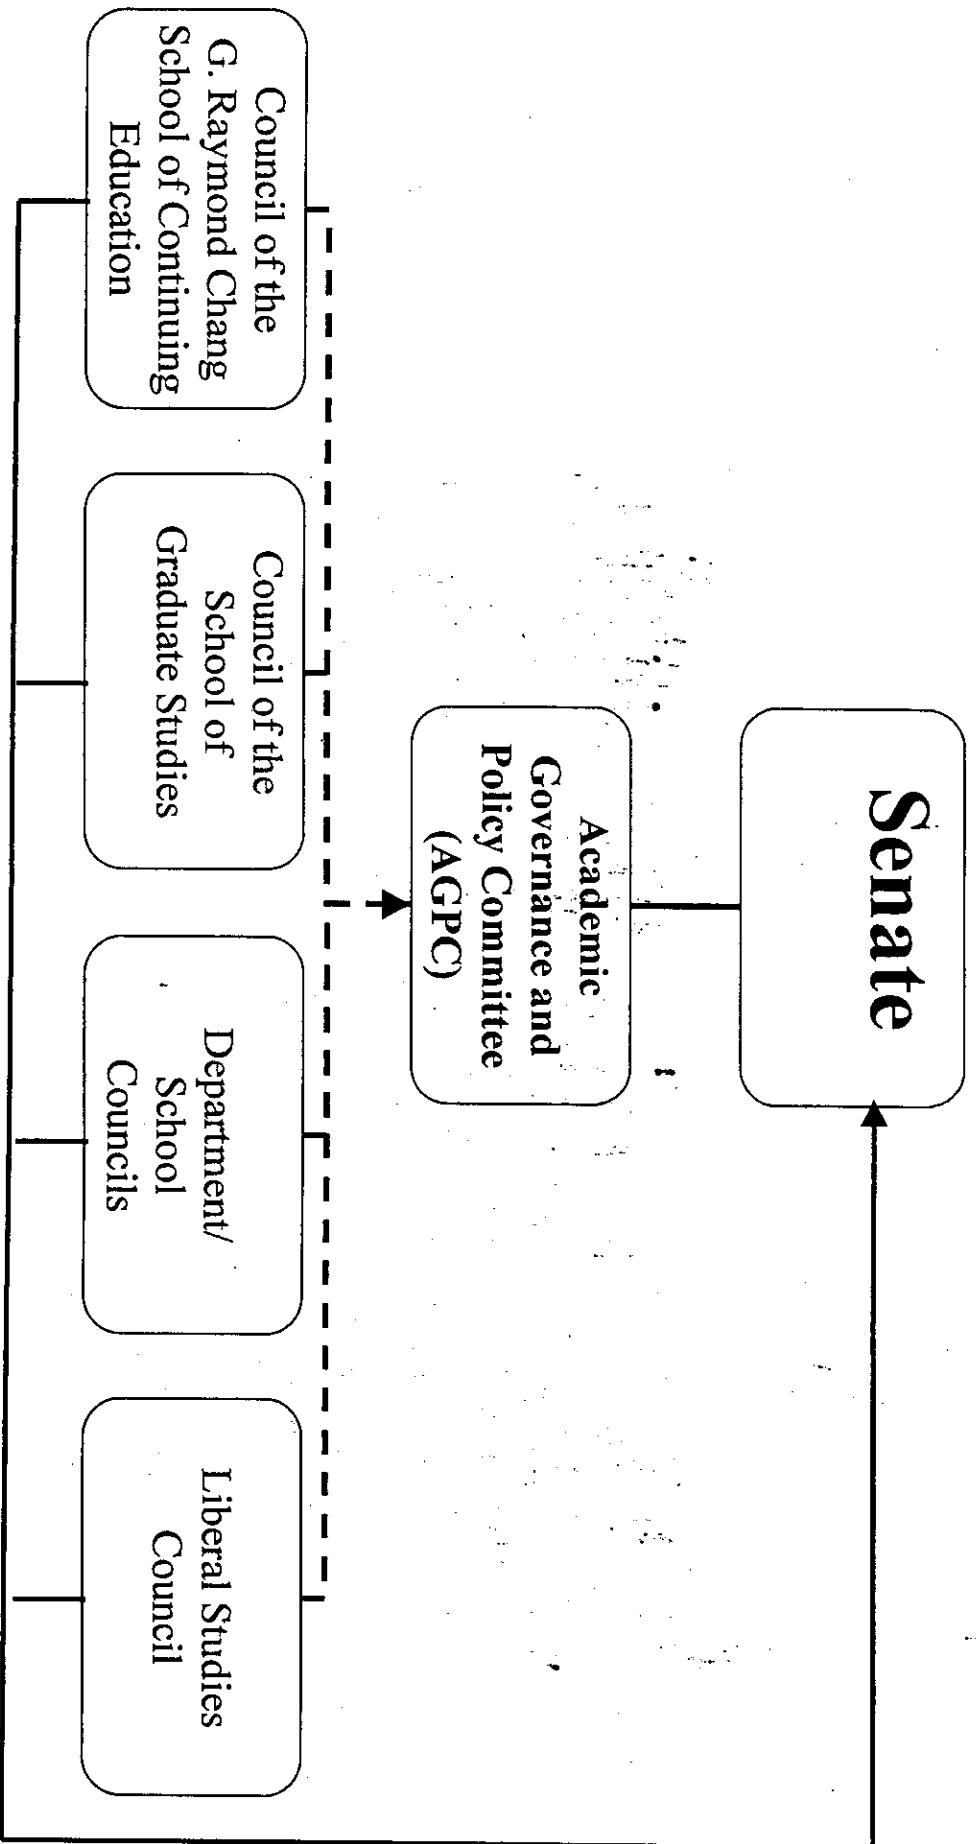 Senate
Academic
Governance and
Policy Committee
(AGPC)
Council of the
G. Raymond Chang
School of Continuing
Education
Council of the
School of
Graduate Studies
Department/
School
Councils
Liberal Studies
Council